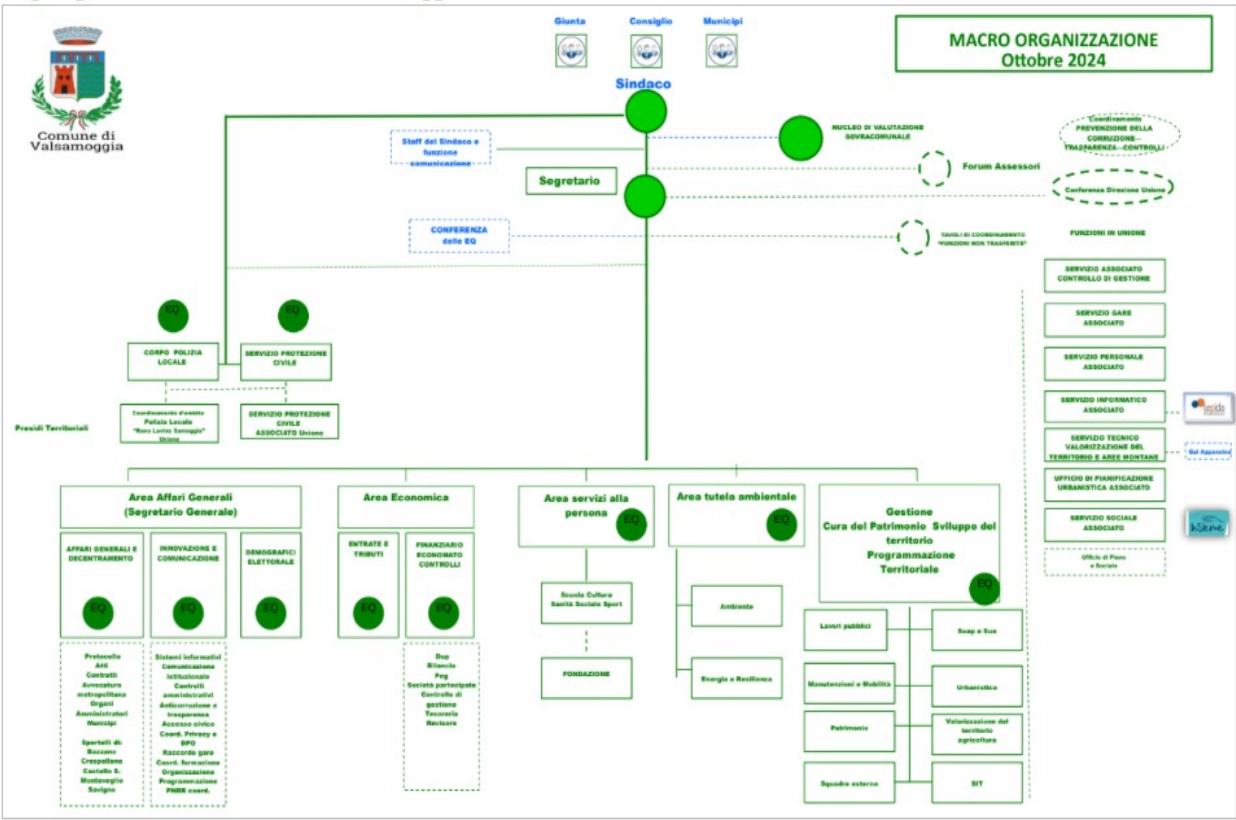 Giunta
Consiglio
Municipi
MACRO ORGANIZZAZIONE
Ottobre 2024
Comune di
Valsamoggia
Sindaco
Staff del Sindaco e
funzione
comunicazione
NUCLEO DI VALUTAZIONE
SOVRACOMUNALE
Coordinamento
PREVENZIONE DELLA
CORRUZIONE—
TRASPARENZA—CONTROLLI
Segretario
Forum Assessori
Conferenza Direzione Unione
CONFERENZA
delle EQ
TAVOLI DI COORDINAMENTO
"FUNZIONI NON TRASFERITE"
FUNZIONI IN UNIONE
SERVIZIO ASSOCIATO
CONTROLLO DI GESTIONE
SERVIZIO GARE
ASSOCIATO
SERVIZIO PERSONALE
ASSOCIATO
SERVIZIO INFORMATICO
ASSOCIATO
lepida
SERVIZIO TECNICO
VALORIZZAZIONE DEL
TERRITORIO E AREE MONTANE
Gal Appennino
UFFICIO DI PIANIFICAZIONE
URBANISTICA ASSOCIATO
SERVIZIO SOCIALE
ASSOCIATO
Ufficio di Piano
e Sociale
EQ
EQ
CORPO POLIZIA
LOCALE
SERVIZIO PROTEZIONE
CIVILE
Presidi Territoriali
Coordinamento d'ambito
Polizia Locale
"Reno Lavino Samoggia"
Unione
SERVIZIO PROTEZIONE
CIVILE
ASSOCIATO Unione
Area Affari Generali
(Segretario Generale)
AFFARI GENERALI E
DECENTRAMENTO
EQ
INNOVAZIONE E
COMUNICAZIONE
EQ
DEMOGRAFICI
ELETTORALE
EQ
Protocollo
Atti
Contratti
Avvocatura
metropolitana
Organi
Amministratori
Municipi
Sportelli di:
Bazzano
Crespellano
Castello S.
Monteveglio
Savigno
Sistemi informativi
Comunicazione
istituzionale
Controlli
amministrativi
Anticorruzione e
trasparenza
Accesso civico
Coord. Privacy e
DPO
Raccordo gare
Coord. formazione
Organizzazione
Programmazione
PNRR coord.
Area Economica
ENTRATE E
TRIBUTI
EQ
FINANZIARIO
ECONOMATO
CONTROLLI
EQ
Dup
Bilancio
Peg
Società partecipate
Controllo di
gestione
Tesoreria
Revisore
Area servizi alla
persona
EQ
Scuola Cultura
Sanità Sociale Sport
FONDAZIONE
Area tutela ambientale
EQ
Ambiente
Energia e Resilienza
Gestione
Cura del Patrimonio Sviluppo del
territorio
Programmazione
Territoriale
EQ
Lavori pubblici
Suap e Sue
Manutenzioni e Mobilità
Urbanistica
Patrimonio
Valorizzazione del
territorio
agricoltura
Squadre esterne
SIT